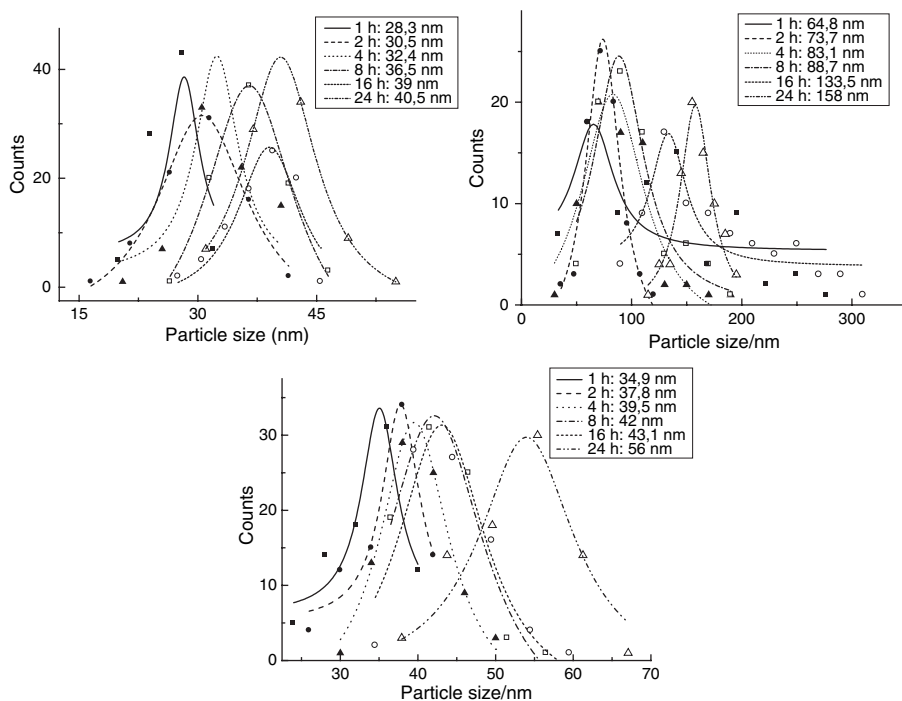 1 h: 28,3 nm
2 h: 30,5 nm
4 h: 32,4 nm
8 h: 36,5 nm
16 h: 39 nm
24 h: 40,5 nm
40
20
0
Counts
15 30 45
Particle size (nm)
1 h: 64,8 nm
2 h: 73,7 nm
4 h: 83,1 nm
8 h: 88,7 nm
16 h: 133,5 nm
24 h: 158 nm
20
10
0
Counts
0 100 200 300
Particle size/nm
1 h: 34,9 nm
2 h: 37,8 nm
4 h: 39,5 nm
8 h: 42 nm
16 h: 43,1 nm
24 h: 56 nm
30
20
10
0
Counts
30 40 50 60 70
Particle size/nm